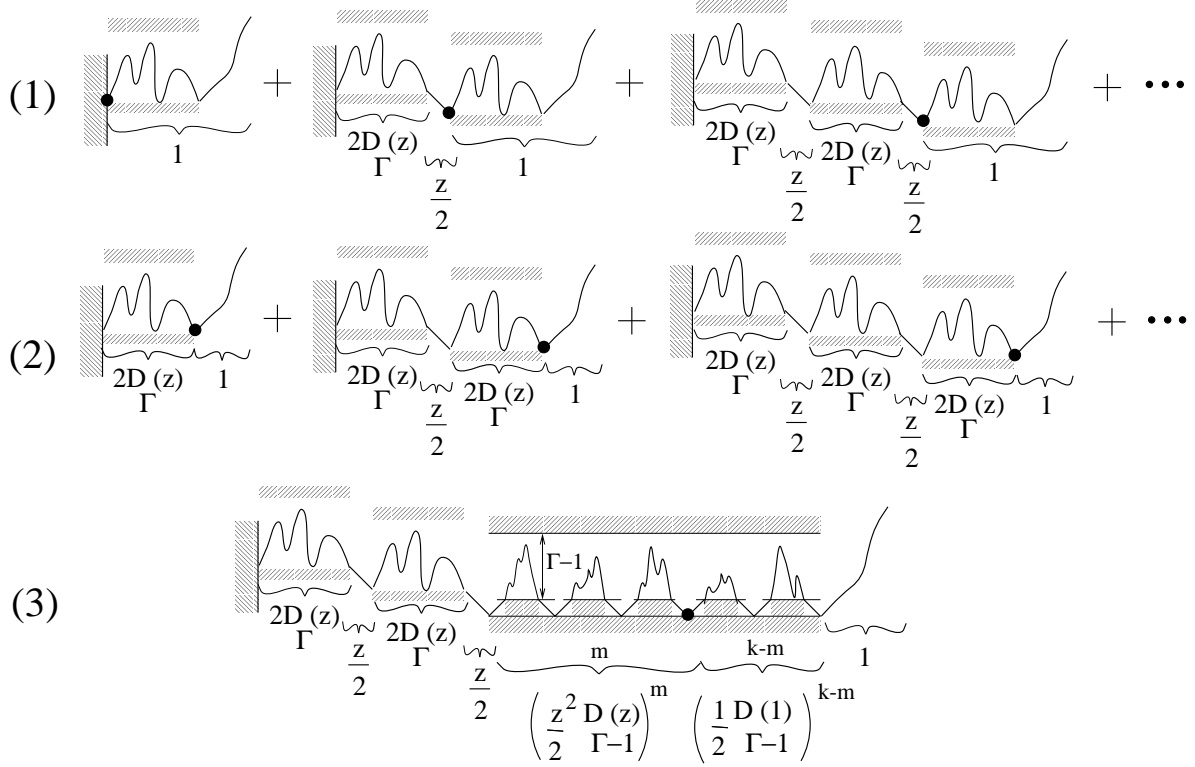 (1) + + + ...
1
2D (z)
Γ
z
2
1
2D (z)
Γ
z
2
2D (z)
Γ
z
2
1
(2) + + + ...
2D (z)
Γ
1
2D (z)
Γ
z
2
2D (z)
Γ
1
2D (z)
Γ
z
2
2D (z)
Γ
z
2
2D (z)
Γ
1
(3)
Γ−1
2D (z)
Γ
z
2
2D (z)
Γ
z
2
m
k-m
1
( z² D (z) )^m ( 1 D (1) )^k-m
2 Γ−1 2 Γ−1